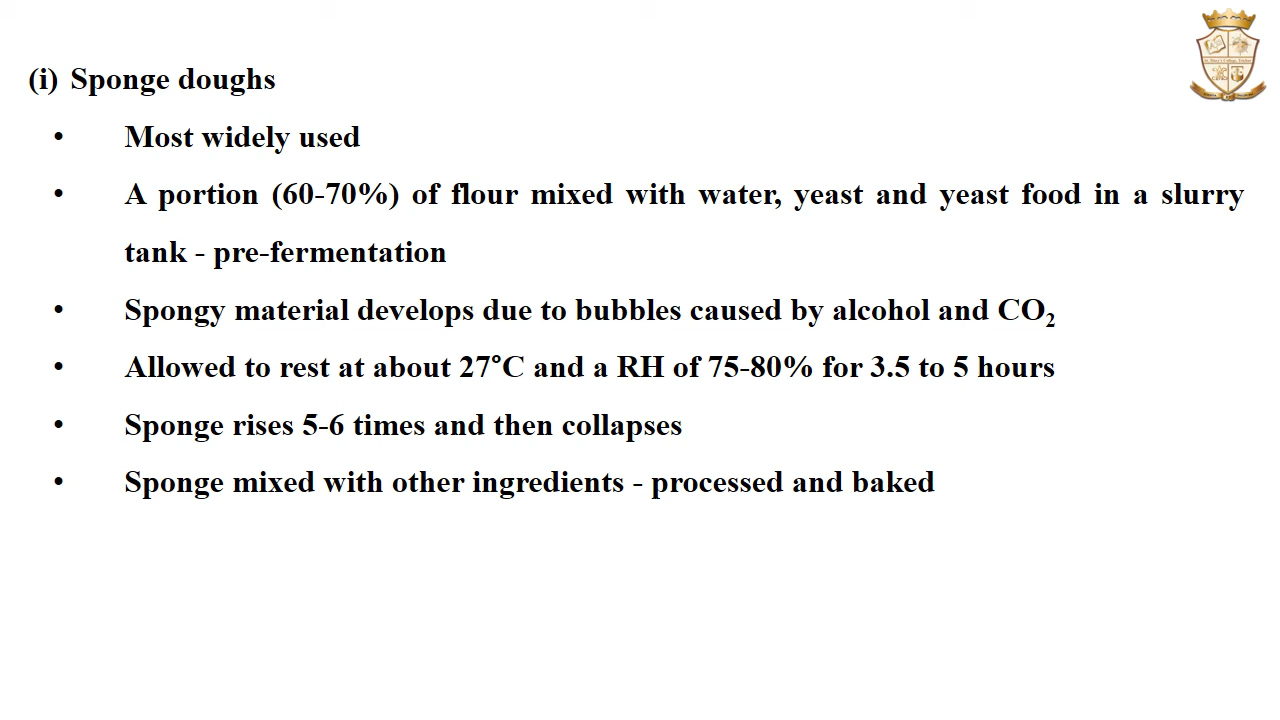 (i) Sponge doughs
• Most widely used
• A portion (60-70%) of flour mixed with water, yeast and yeast food in a slurry
tank - pre-fermentation
• Spongy material develops due to bubbles caused by alcohol and CO₂
• Allowed to rest at about 27°C and a RH of 75-80% for 3.5 to 5 hours
• Sponge rises 5-6 times and then collapses
• Sponge mixed with other ingredients - processed and baked